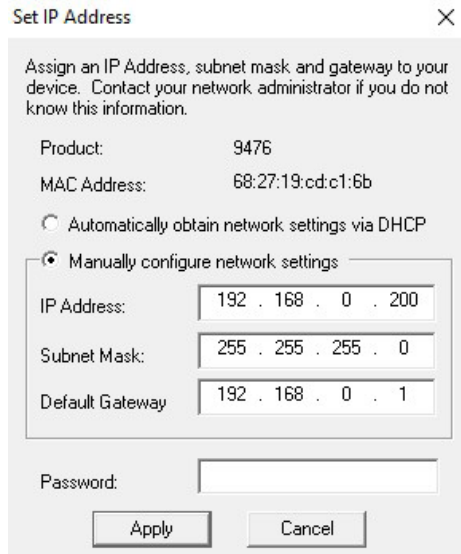 Set IP Address
Assign an IP Address, subnet mask and gateway to your
device. Contact your network administrator if you do not
know this information.
Product: 9476
MAC Address: 68:27:19:cd:c1:6b
Automatically obtain network settings via DHCP
Manually configure network settings
IP Address: 192 . 168 . 0 . 200
Subnet Mask: 255 . 255 . 255 . 0
Default Gateway 192 . 168 . 0 . 1
Password:
Apply Cancel